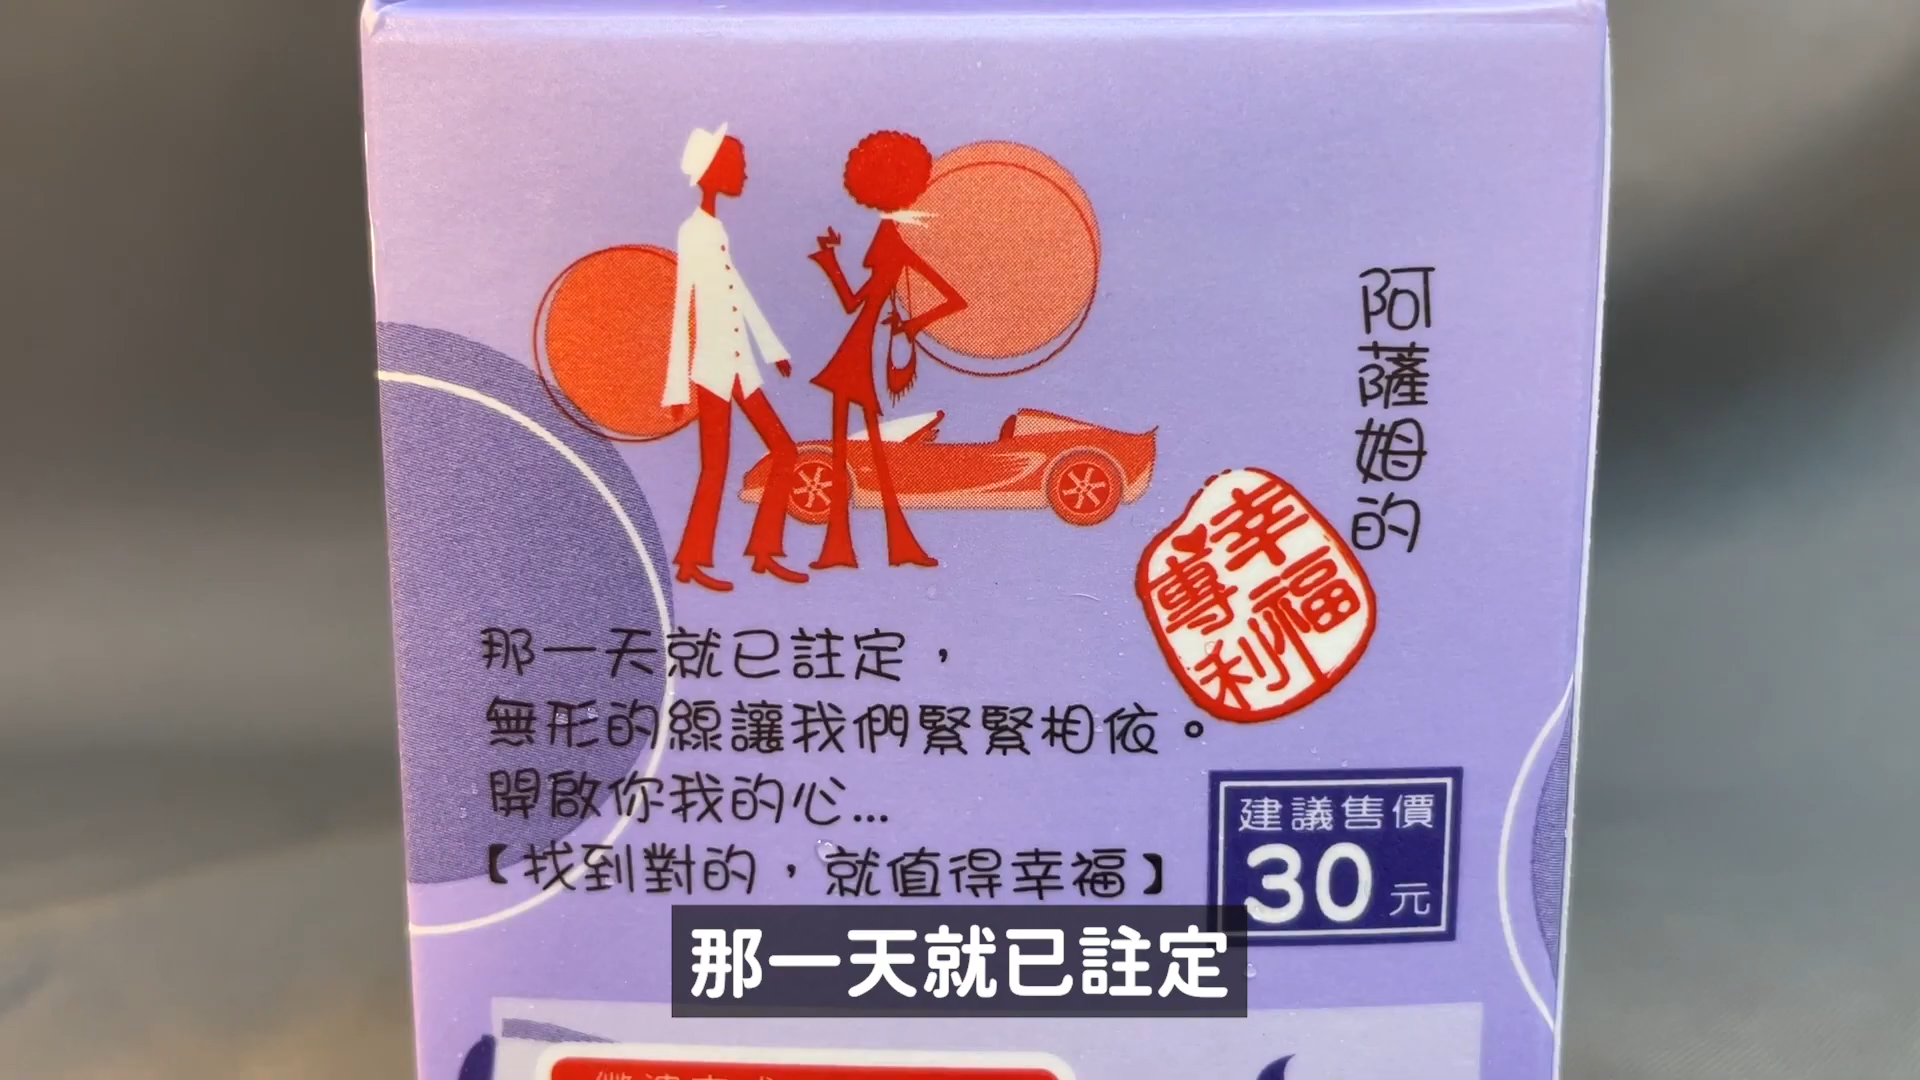 阿薩姆的
幸福
專利
那一天就已註定，
無形的線讓我們緊緊相依。
開啟你我的心...
【找到對的，就值得幸福】
建議售價
30元
那一天就已註定